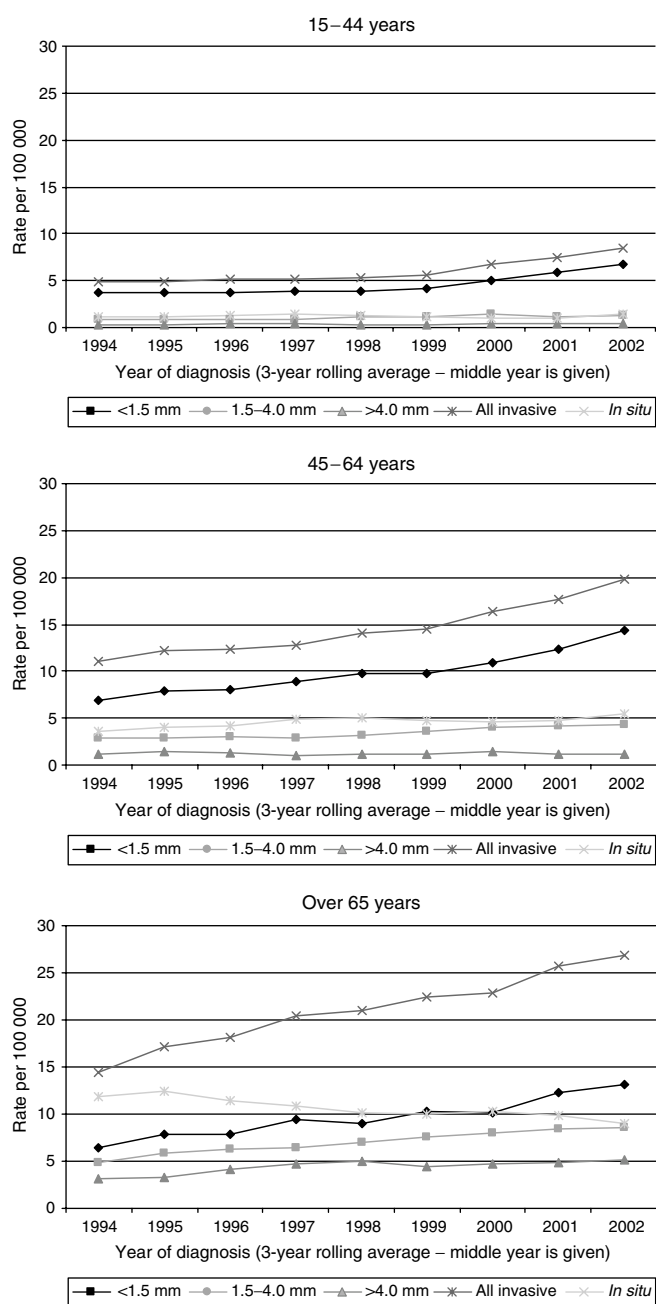 15–44 years
30
25
20
15
10
5
0
Rate per 100 000
1994 1995 1996 1997 1998 1999 2000 2001 2002
Year of diagnosis (3-year rolling average – middle year is given)
<1.5 mm 1.5–4.0 mm >4.0 mm All invasive In situ
45–64 years
30
25
20
15
10
5
0
Rate per 100 000
1994 1995 1996 1997 1998 1999 2000 2001 2002
Year of diagnosis (3-year rolling average – middle year is given)
<1.5 mm 1.5–4.0 mm >4.0 mm All invasive In situ
Over 65 years
30
25
20
15
10
5
0
Rate per 100 000
1994 1995 1996 1997 1998 1999 2000 2001 2002
Year of diagnosis (3-year rolling average – middle year is given)
<1.5 mm 1.5–4.0 mm >4.0 mm All invasive In situ